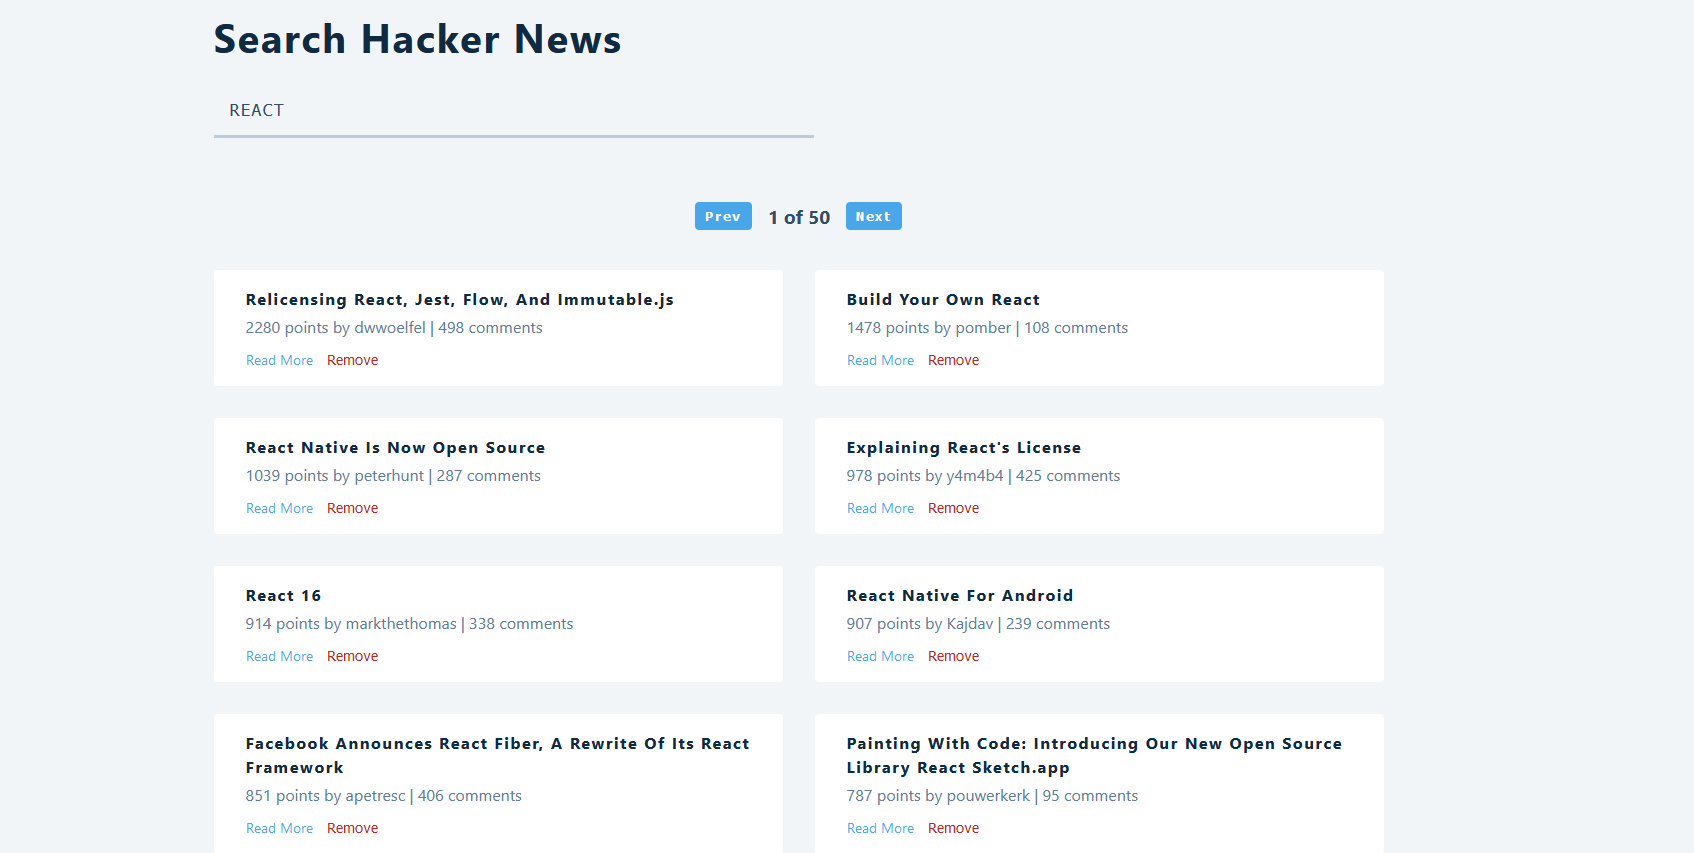 Search Hacker News
REACT
Prev 1 of 50 Next
Relicensing React, Jest, Flow, And Immutable.js
2280 points by dwwoelfel | 498 comments
Read More Remove
Build Your Own React
1478 points by pomber | 108 comments
Read More Remove
React Native Is Now Open Source
1039 points by peterhunt | 287 comments
Read More Remove
Explaining React's License
978 points by y4m4b4 | 425 comments
Read More Remove
React 16
914 points by markthethomas | 338 comments
Read More Remove
React Native For Android
907 points by Kajdav | 239 comments
Read More Remove
Facebook Announces React Fiber, A Rewrite Of Its React
Framework
851 points by apetresc | 406 comments
Read More Remove
Painting With Code: Introducing Our New Open Source
Library React Sketch.app
787 points by pouwerkerk | 95 comments
Read More Remove